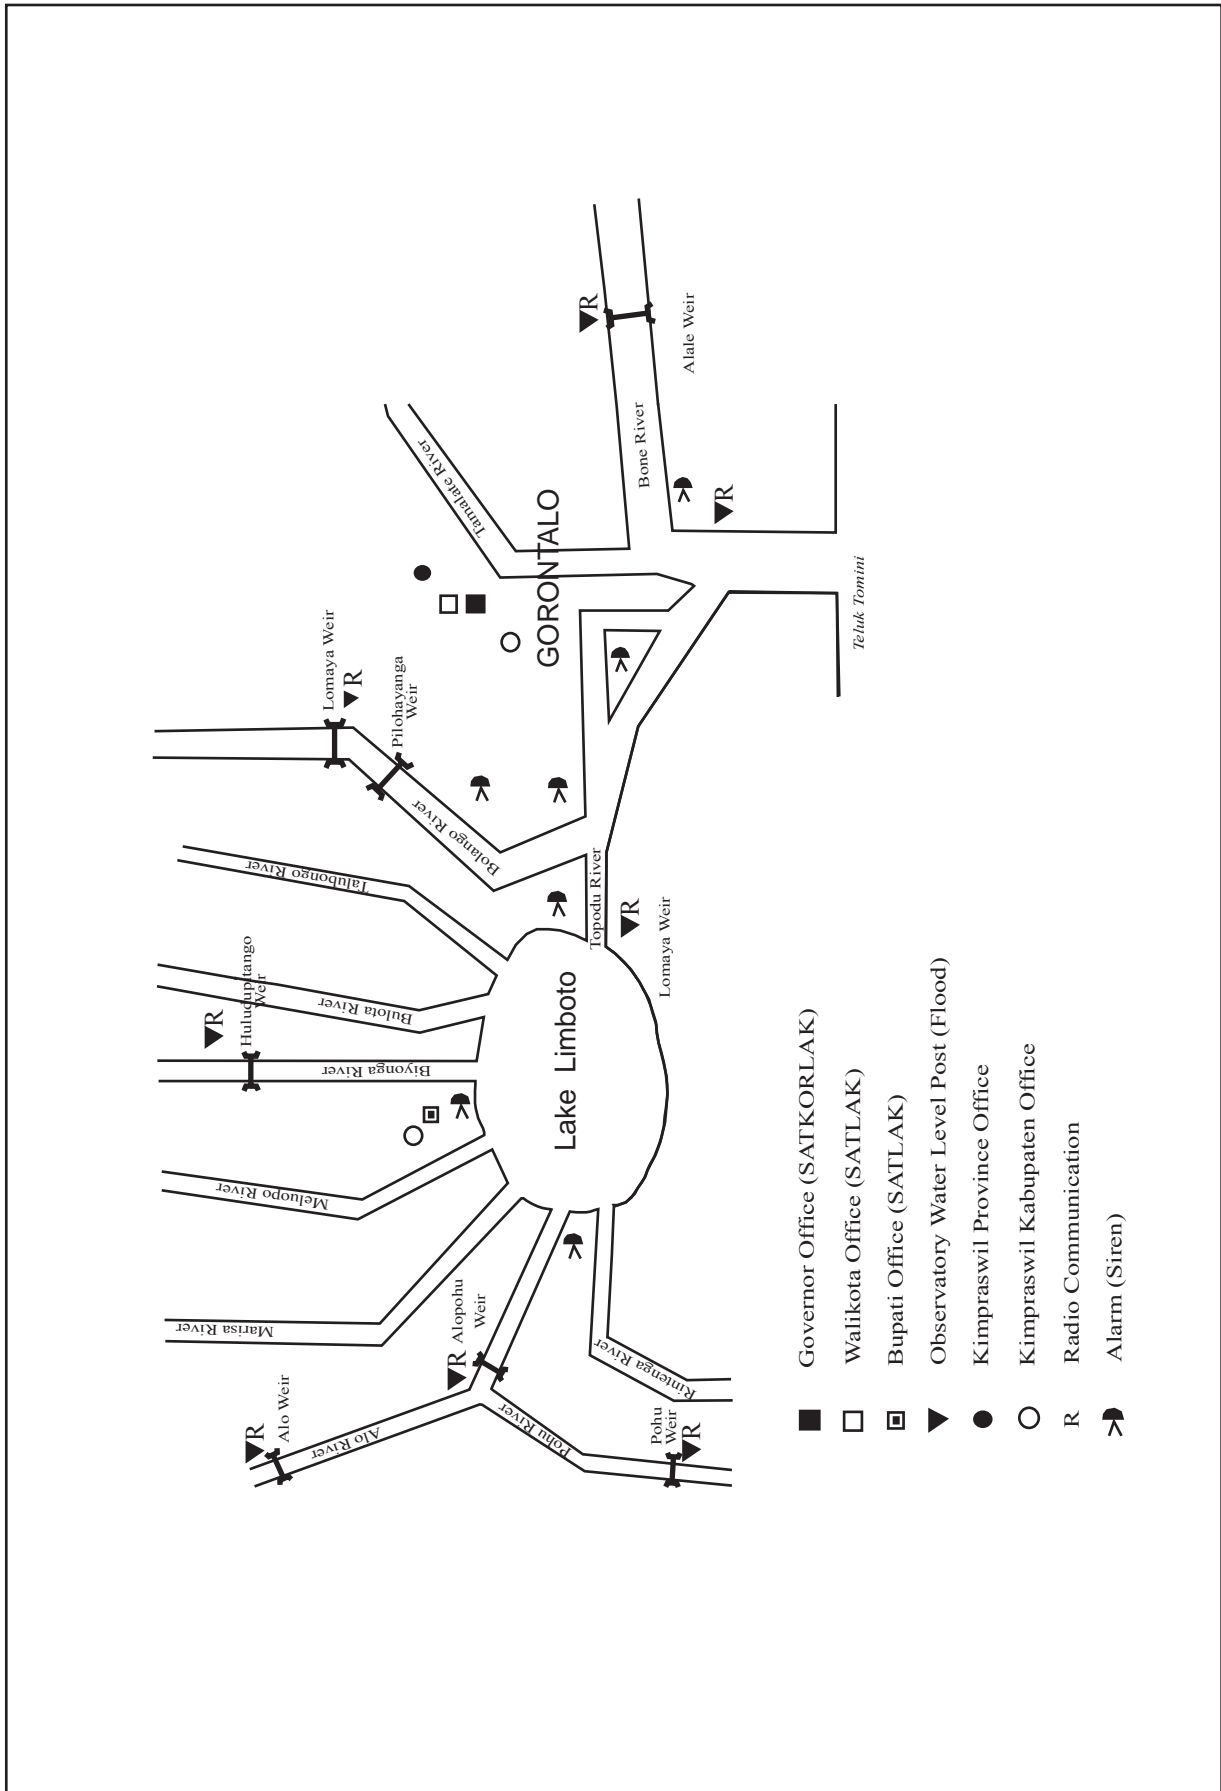 Lomaya Weir
R
Pilohayanga
Weir
Bolango River
Talubongo River
Huludupitango
Weir
R
Bulota River
Biyonga River
Meluopo River
Marisa River
Alo Weir
R
Alo River
Alopohu
Weir
R
Pohu River
Pohu
Weir
R
Rintenga River
Lake Limboto
Topodu River
R
Lomaya Weir
GORONTALO
Tamalate River
Bone River
R
Alale Weir
R
Teluk Tomini
Governor Office (SATKORLAK)
Walikota Office (SATLAK)
Bupati Office (SATLAK)
Observatory Water Level Post (Flood)
Kimpraswil Province Office
Kimpraswil Kabupaten Office
R Radio Communication
Alarm (Siren)